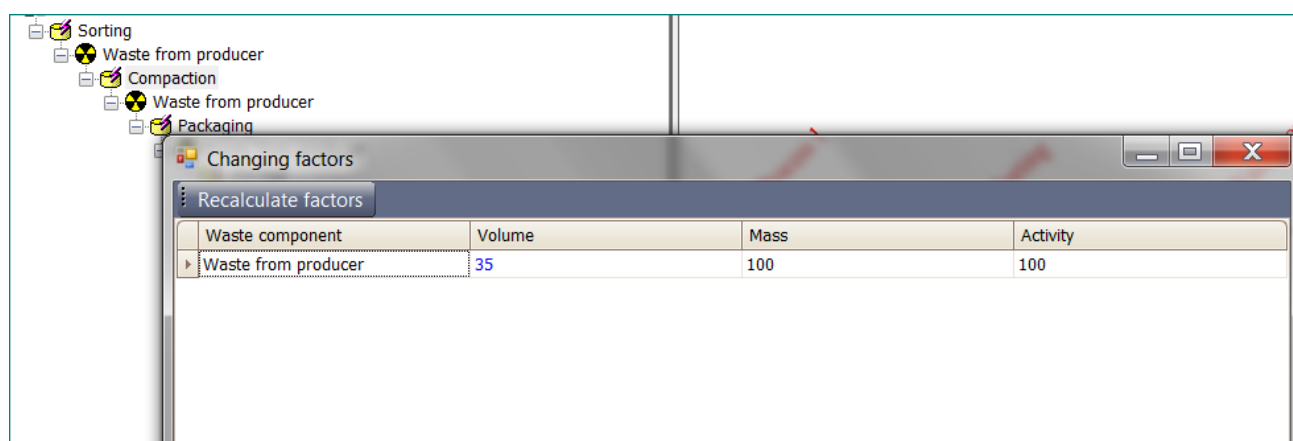 Sorting
Waste from producer
Compaction
Waste from producer
Packaging
Changing factors
Recalculate factors
Waste component Volume Mass Activity
Waste from producer 35 100 100